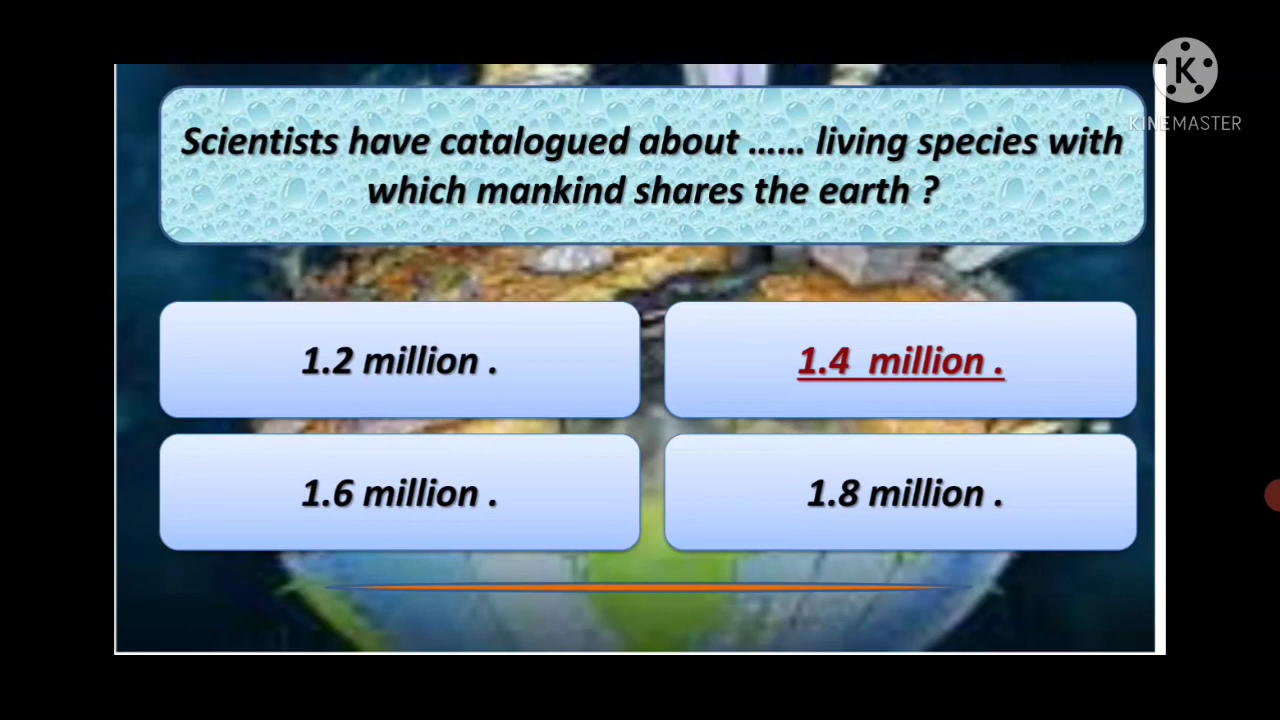 Scientists have catalogued about ...... living species with
which mankind shares the earth ?
1.2 million .
1.4 million .
1.6 million .
1.8 million .
K
KINEMASTER